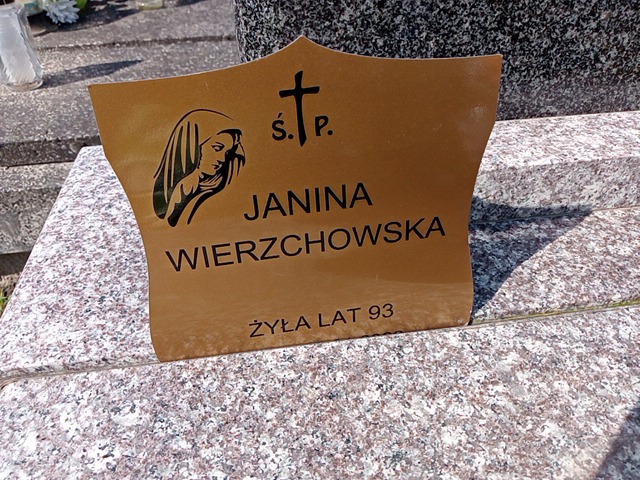 Ś. P.
JANINA
WIERZCHOWSKA
ŻYŁA LAT 93